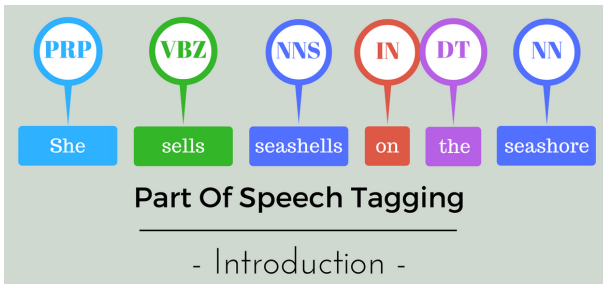 PRP VBZ NNS IN DT NN
She sells seashells on the seashore
Part Of Speech Tagging
- Introduction -